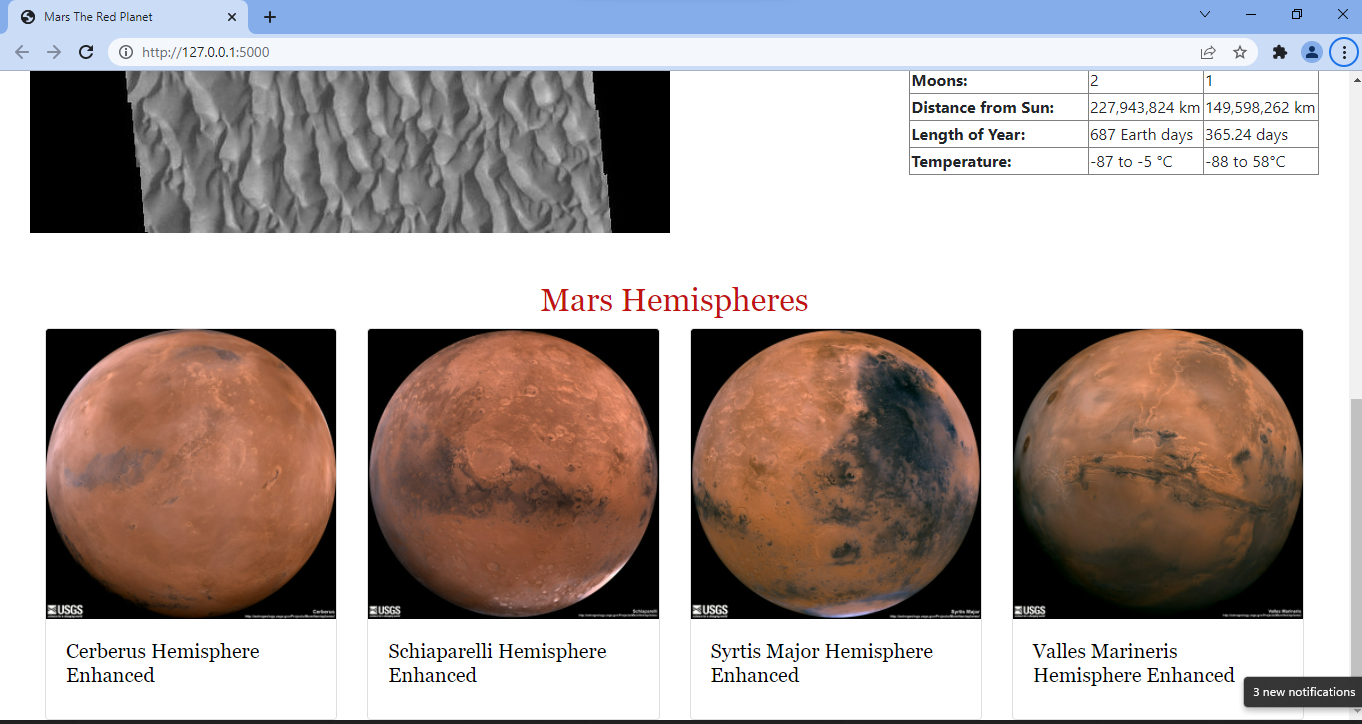 Mars The Red Planet
http://127.0.0.1:5000
Moons: 2 1
Distance from Sun: 227,943,824 km 149,598,262 km
Length of Year: 687 Earth days 365.24 days
Temperature: -87 to -5 °C -88 to 58°C
Mars Hemispheres
USGS Cerberus
USGS Schiaparelli
USGS Syrtis Major
USGS Valles Marineris
Cerberus Hemisphere
Enhanced
Schiaparelli Hemisphere
Enhanced
Syrtis Major Hemisphere
Enhanced
Valles Marineris
Hemisphere Enhanced
3 new notifications